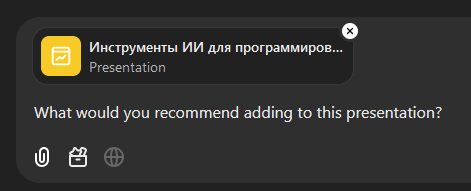 Инструменты ИИ для программиров...
Presentation
What would you recommend adding to this presentation?